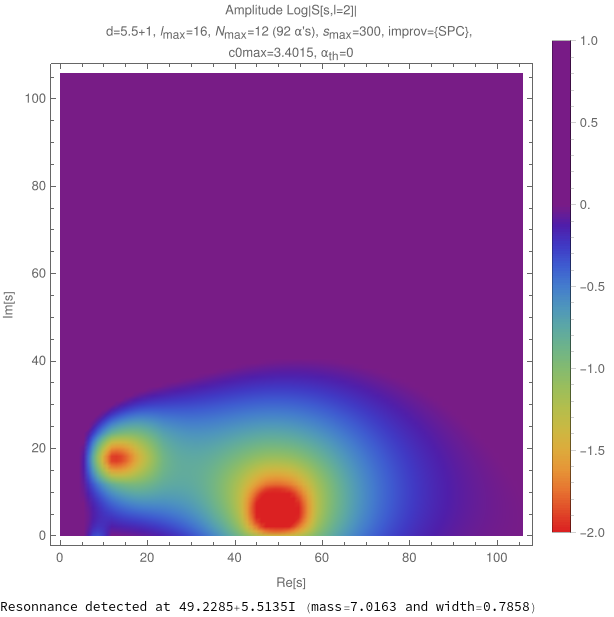 Amplitude Log|S[s,l=2]|
d=5.5+1, lmax=16, Nmax=12 (92 α's), smax=300, improv={SPC},
c0max=3.4015, αth=0
1.0
0.5
0.
−0.5
−1.0
−1.5
−2.0
Im[s]
100
80
60
40
20
0
0 20 40 60 80 100
Re[s]
Resonnance detected at 49.2285+5.5135I (mass=7.0163 and width=0.7858)